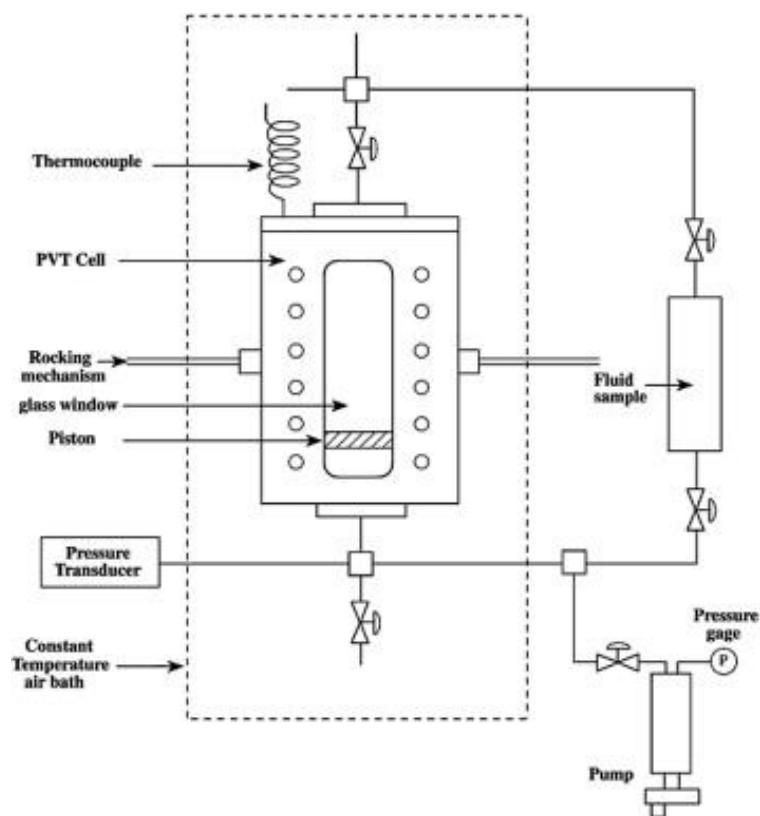 Thermocouple
PVT Cell
Rocking
mechanism
glass window
Piston
Fluid
sample
Pressure
Transducer
Constant
Temperature
air bath
Pressure
gage
P
Pump